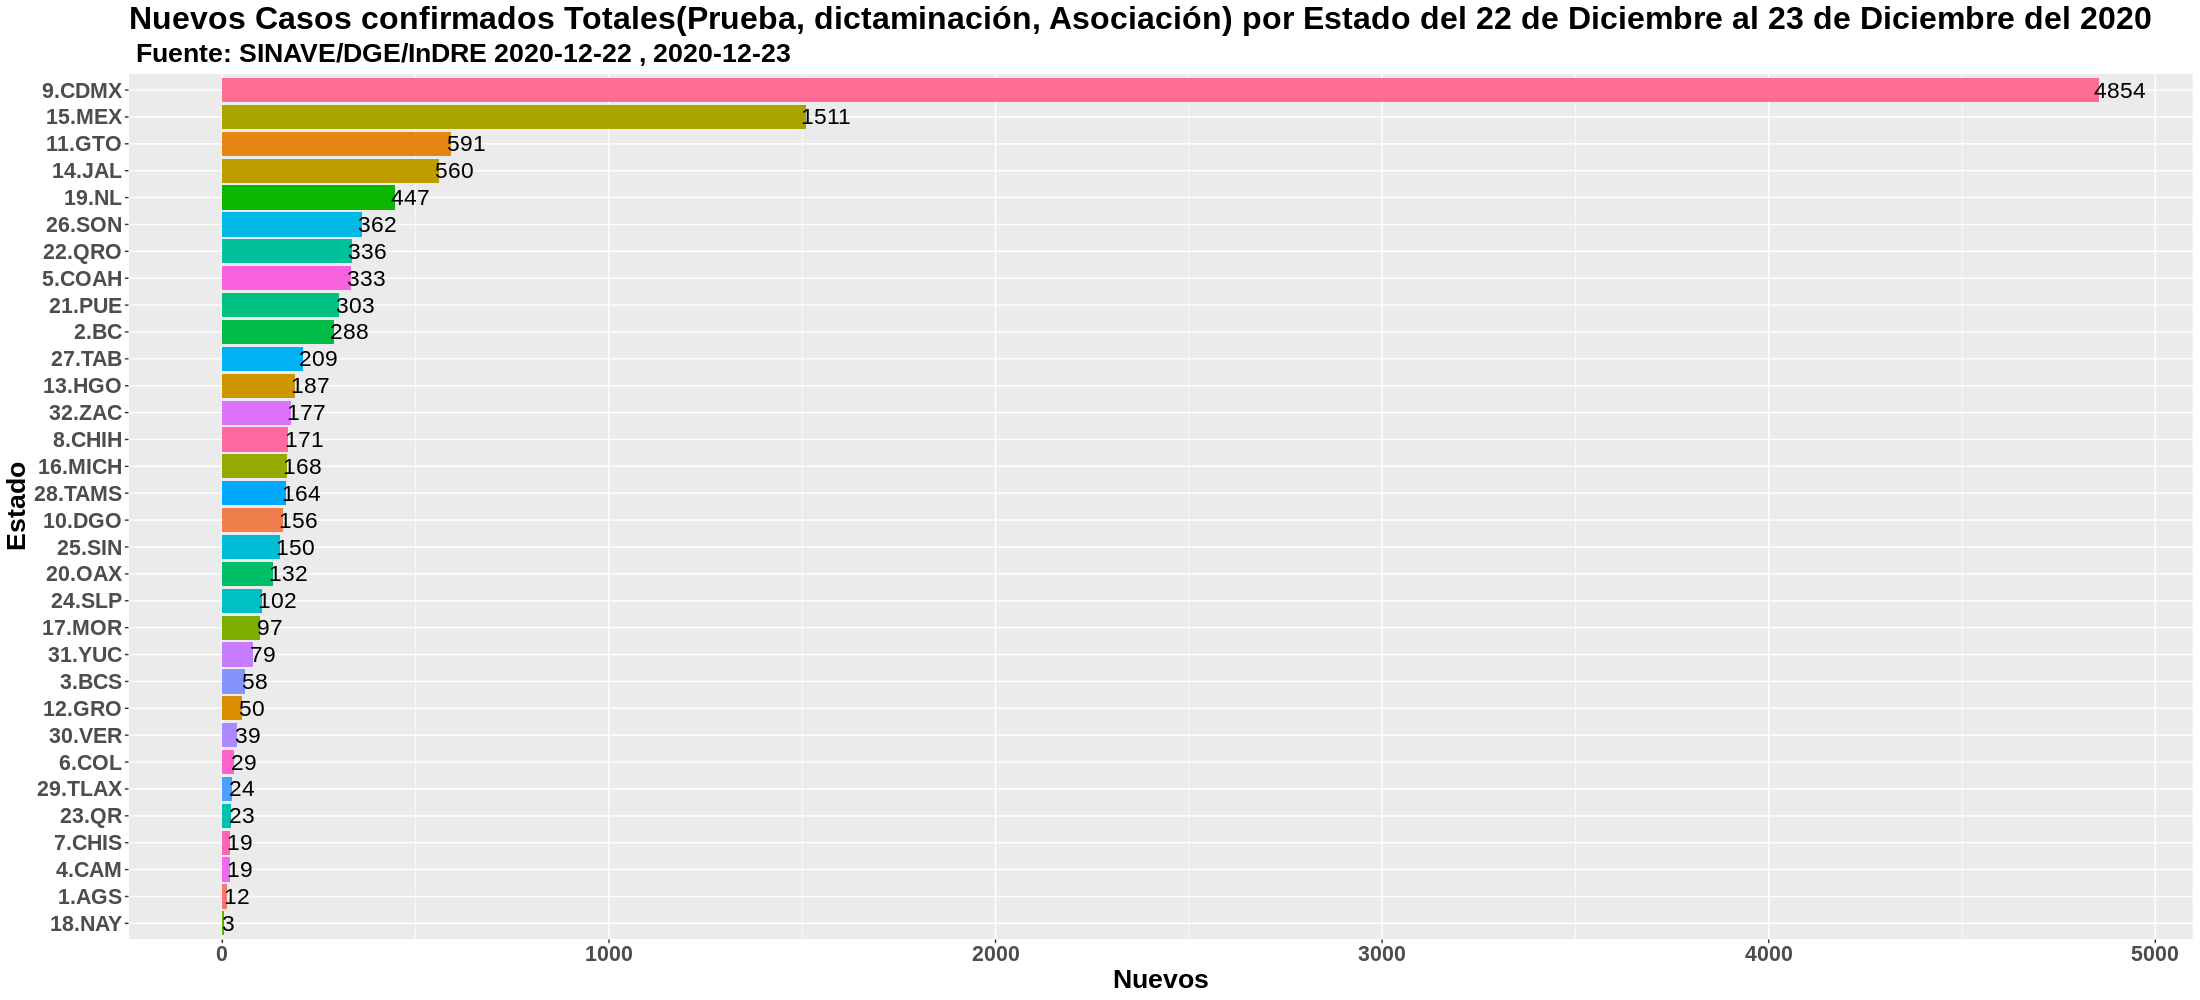 Nuevos Casos confirmados Totales(Prueba, dictaminación, Asociación) por Estado del 22 de Diciembre al 23 de Diciembre del 2020
Fuente: SINAVE/DGE/InDRE 2020-12-22 , 2020-12-23
Estado
9.CDMX 4854
15.MEX 1511
11.GTO 591
14.JAL 560
19.NL 447
26.SON 362
22.QRO 336
5.COAH 333
21.PUE 303
2.BC 288
27.TAB 209
13.HGO 187
32.ZAC 177
8.CHIH 171
16.MICH 168
28.TAMS 164
10.DGO 156
25.SIN 150
20.OAX 132
24.SLP 102
17.MOR 97
31.YUC 79
3.BCS 58
12.GRO 50
30.VER 39
6.COL 29
29.TLAX 24
23.QR 23
7.CHIS 19
4.CAM 19
1.AGS 12
18.NAY 3
0 1000 2000 3000 4000 5000
Nuevos